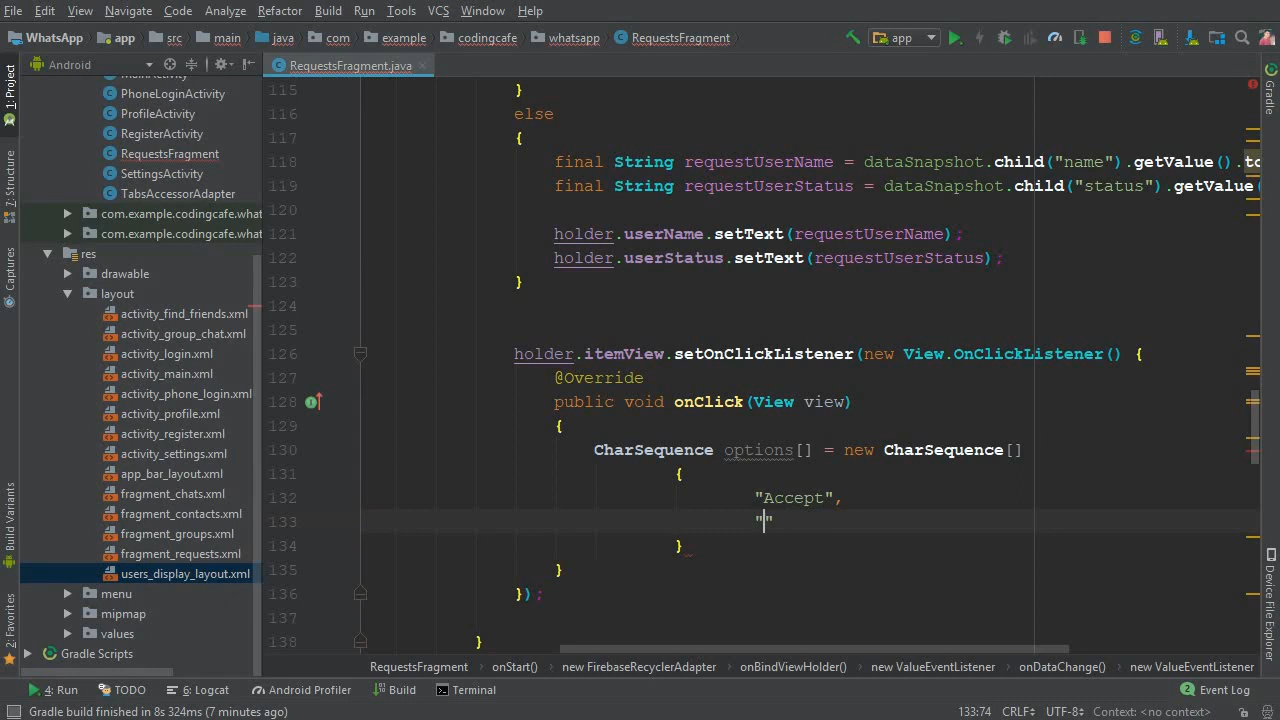 File Edit View Navigate Code Analyze Refactor Build Run Tools VCS Window Help
WhatsApp app src main java com example codingcafe whatsapp RequestsFragment app
1: Project
Z: Structure
Captures
Build Variants
2: Favorites
Android
MainActivity
PhoneLoginActivity
ProfileActivity
RegisterActivity
RequestsFragment
SettingsActivity
TabsAccessorAdapter
com.example.codingcafe.what
com.example.codingcafe.what
res
drawable
layout
activity_find_friends.xml
activity_group_chat.xml
activity_login.xml
activity_main.xml
activity_phone_login.xml
activity_profile.xml
activity_register.xml
activity_settings.xml
app_bar_layout.xml
fragment_chats.xml
fragment_contacts.xml
fragment_groups.xml
fragment_requests.xml
users_display_layout.xml
menu
mipmap
values
Gradle Scripts
RequestsFragment.java
115 }
116 else
117 {
118 final String requestUserName = dataSnapshot.child("name").getValue().to
119 final String requestUserStatus = dataSnapshot.child("status").getValue(
120
121 holder.userName.setText(requestUserName);
122 holder.userStatus.setText(requestUserStatus);
123 }
124
125
126 holder.itemView.setOnClickListener(new View.OnClickListener() {
127 @Override
128 public void onClick(View view)
129 {
130 CharSequence options[] = new CharSequence[]
131 {
132 "Accept",
133 ""
134 }
135 }
136 });
137
138 }
RequestsFragment onStart() new FirebaseRecyclerAdapter onBindViewHolder() new ValueEventListener onDataChange() new ValueEventListener
Gradle
Device File Explorer
4: Run TODO 6: Logcat Android Profiler Build Terminal 2 Event Log
Gradle build finished in 8s 324ms (7 minutes ago) 133:74 CRLF UTF-8 Context: <no context>